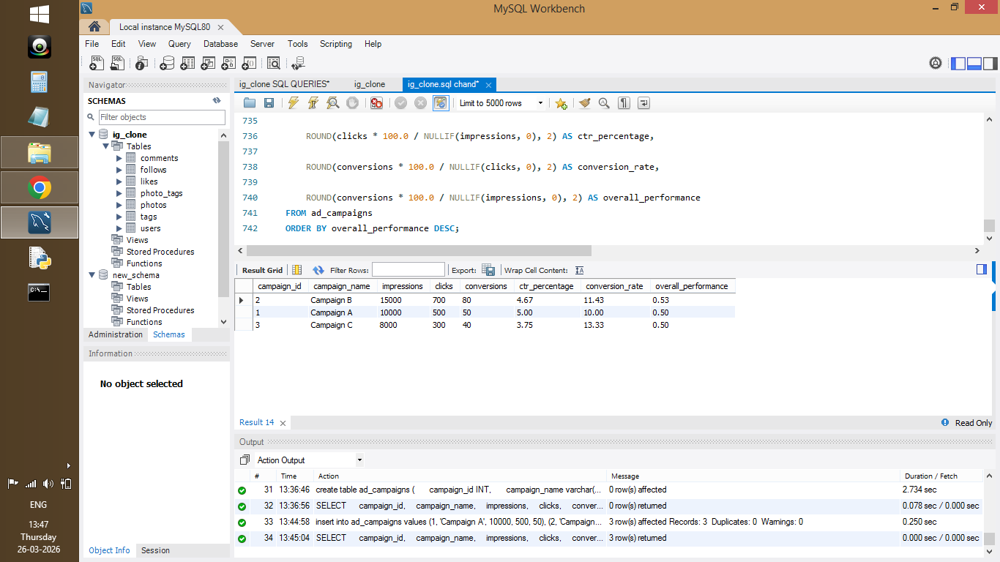 MySQL Workbench
Local instance MySQL80
File Edit View Query Database Server Tools Scripting Help
Navigator
SCHEMAS
Filter objects
ig_clone
Tables
comments
follows
likes
photo_tags
photos
tags
users
Views
Stored Procedures
Functions
new_schema
Tables
Views
Stored Procedures
Functions
Administration Schemas
Information
No object selected
Object Info Session
ig_clone SQL QUERIES* ig_clone ig_clone.sql chand*
Limit to 5000 rows
735
736 ROUND(clicks * 100.0 / NULLIF(impressions, 0), 2) AS ctr_percentage,
737
738 ROUND(conversions * 100.0 / NULLIF(clicks, 0), 2) AS conversion_rate,
739
740 ROUND(conversions * 100.0 / NULLIF(impressions, 0), 2) AS overall_performance
741 FROM ad_campaigns
742 ORDER BY overall_performance DESC;
Result Grid Filter Rows: Export: Wrap Cell Content:
campaign_id campaign_name impressions clicks conversions ctr_percentage conversion_rate overall_performance
2 Campaign B 15000 700 80 4.67 11.43 0.53
1 Campaign A 10000 500 50 5.00 10.00 0.50
3 Campaign C 8000 300 40 3.75 13.33 0.50
Result 14 Read Only
Output
Action Output
# Time Action Message Duration / Fetch
31 13:36:46 create table ad_campaigns ( campaign_id INT, campaign_name varchar(... 0 row(s) affected 2.734 sec
32 13:36:56 SELECT campaign_id, campaign_name, impressions, clicks, conver... 0 row(s) returned 0.078 sec / 0.000 sec
33 13:44:58 insert into ad_campaigns values (1, 'Campaign A', 10000, 500, 50), (2, 'Campaign... 3 row(s) affected Records: 3 Duplicates: 0 Warnings: 0 0.250 sec
34 13:45:04 SELECT campaign_id, campaign_name, impressions, clicks, conver... 3 row(s) returned 0.000 sec / 0.000 sec
ENG
13:47
Thursday
26-03-2026